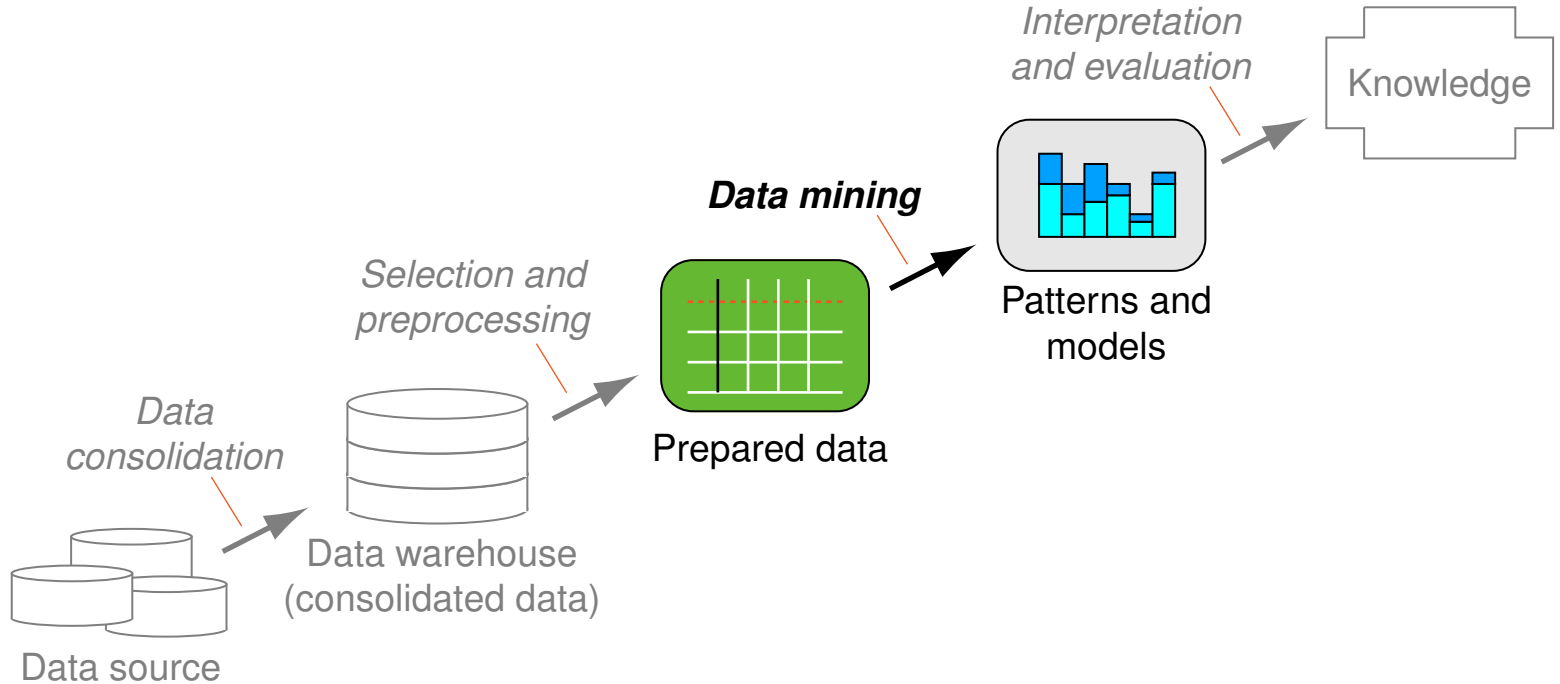 Data source
Data
consolidation
Data warehouse
(consolidated data)
Selection and
preprocessing
Prepared data
Data mining
Patterns and
models
Interpretation
and evaluation
Knowledge